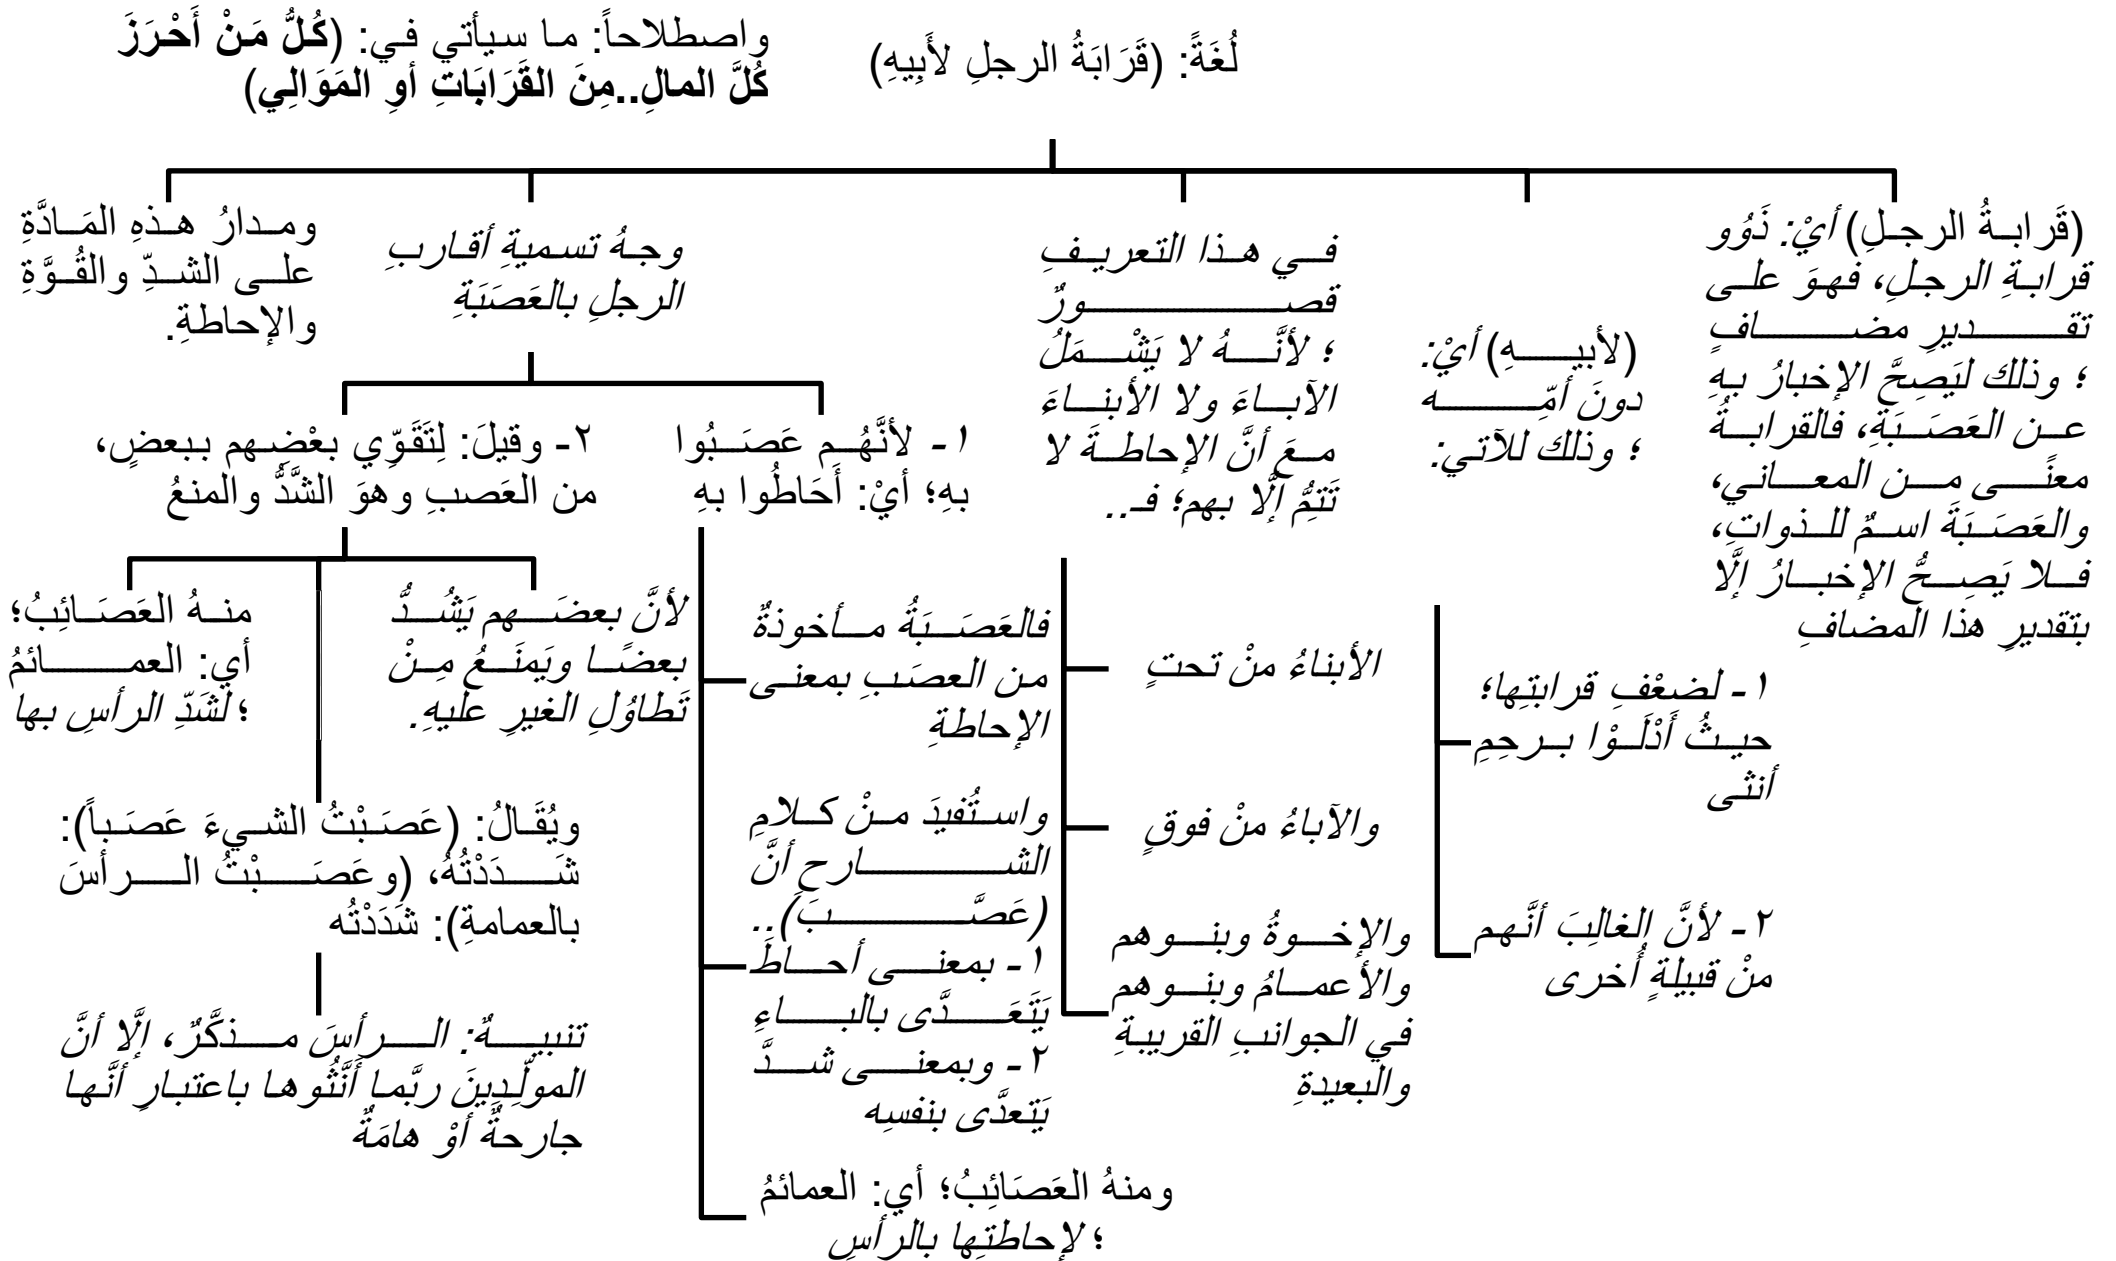 لُغَةً: (قَرَابَةُ الرجلِ لأَبِيهِ)
واصطلاحاً: ما سيأتي في: (كُلُّ مَنْ أَحْرَزَ
كُلَّ المالِ..مِنَ القَرَابَاتِ أوِ المَوَالِي)
(قَرابةُ الرجلِ) أيْ: ذَوُو
قرابةِ الرجلِ، فهوَ على
تقديرِ مضافٍ
؛ وذلك ليَصِحَّ الإخبارُ بهِ
عن العَصَبَةِ، فالقرابةُ
معنًى من المعاني،
والعَصَبَةَ اسمٌ للذواتِ،
فلا يَصِحُّ الإخبارُ إلَّا
بتقديرِ هذا المضافِ
(لأبيهِ) أيْ:
دونَ أمِّه
؛ وذلك للآتي:
١- لضعْفِ قرابتِها؛
حيثُ أَدْلَوْا برحِمِ
أنثى
٢- لأنَّ الغالِبَ أنَّهم
منْ قبيلةٍ أُخرى
في هذا التعريفِ
قصورٌ
؛ لأنَّهُ لا يَشْمَلُ
الآباءَ ولا الأبناءَ
معَ أنَّ الإحاطةَ لا
تَتِمُّ إلَّا بهم؛ فـ..
الأبناءُ منْ تحتٍ
والآباءُ منْ فوقٍ
والإخوةُ وبنوهم
والأعمامُ وبنوهم
في الجوانبِ القريبةِ
والبعيدةِ
وجهُ تسميةِ أقاربِ
الرجلِ بالعَصَبَةِ
١- لأنَّهُم عَصَبُوا
بهِ؛ أيْ: أَحَاطُوا بهِ
فالعَصَبَةُ مأخوذةٌ
من العصَبِ بمعنى
الإحاطةِ
واستُفيدَ منْ كلامِ
الشارحِ أنَّ
(عَصَّبَ)..
١- بمعنى أحاطَ
يَتَعَدَّى بالباءِ
٢- وبمعنى شدَّ
يَتعدَّى بنفسِه
ومنهُ العَصَائِبُ؛ أي: العمائمُ
؛ لإحاطتِها بالرأسِ
٢- وقيلَ: لِتَقَوِّي بعْضِهم ببعضٍ،
من العَصبِ وهوَ الشَّدُّ والمنعُ
لأنَّ بعضَهم يَشُدُّ
بعضًا ويَمنَعُ مِنْ
تَطاوُلِ الغيرِ عليهِ.
ويُقَالُ: (عَصَبْتُ الشيءَ عَصَباً):
شَدَدْتُهُ، (وعَصَبْتُ الرأسَ
بالعمامةِ): شَدَدْتُه
تنبيهٌ: الرأسَ مذكَّرٌ، إلَّا أنَّ
المولَّدِينَ ربَّما أنَّثُوها باعتبارِ أنَّها
جارحةٌ أوْ هامَةٌ
منهُ العَصَائِبُ؛
أي: العمائمُ
؛ لشَدِّ الرأسِ بها
ومدارُ هذهِ المَادَّةِ
على الشدِّ والقُوَّةِ
والإحاطةِ.